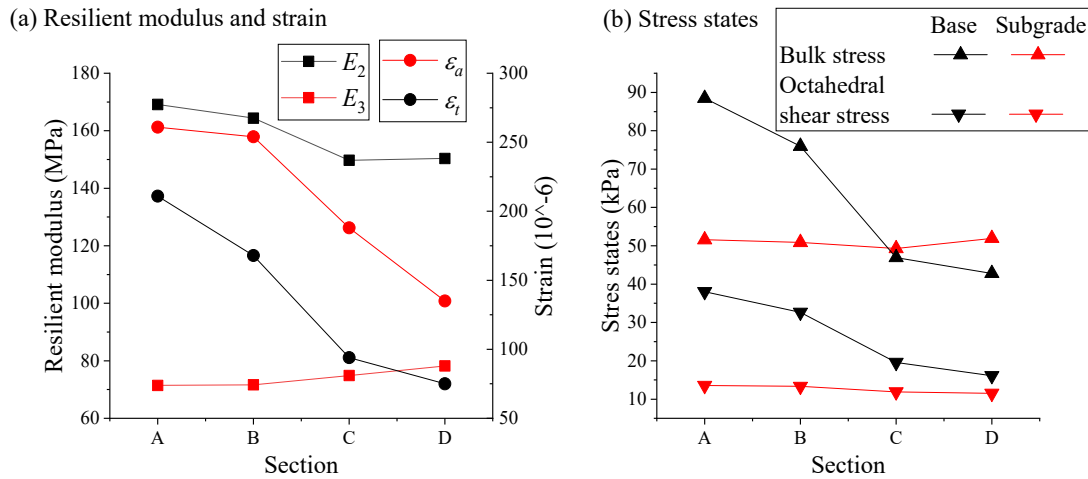 (a) Resilient modulus and strain
E2
E3
εa
εt
180
160
140
120
100
80
60
300
250
200
150
100
50
Resilient modulus (MPa)
Strain (10^-6)
A B C D
Section
(b) Stress states
Base Subgrade
Bulk stress
Octahedral
shear stress
90
80
70
60
50
40
30
20
10
Stres states (kPa)
A B C D
Section